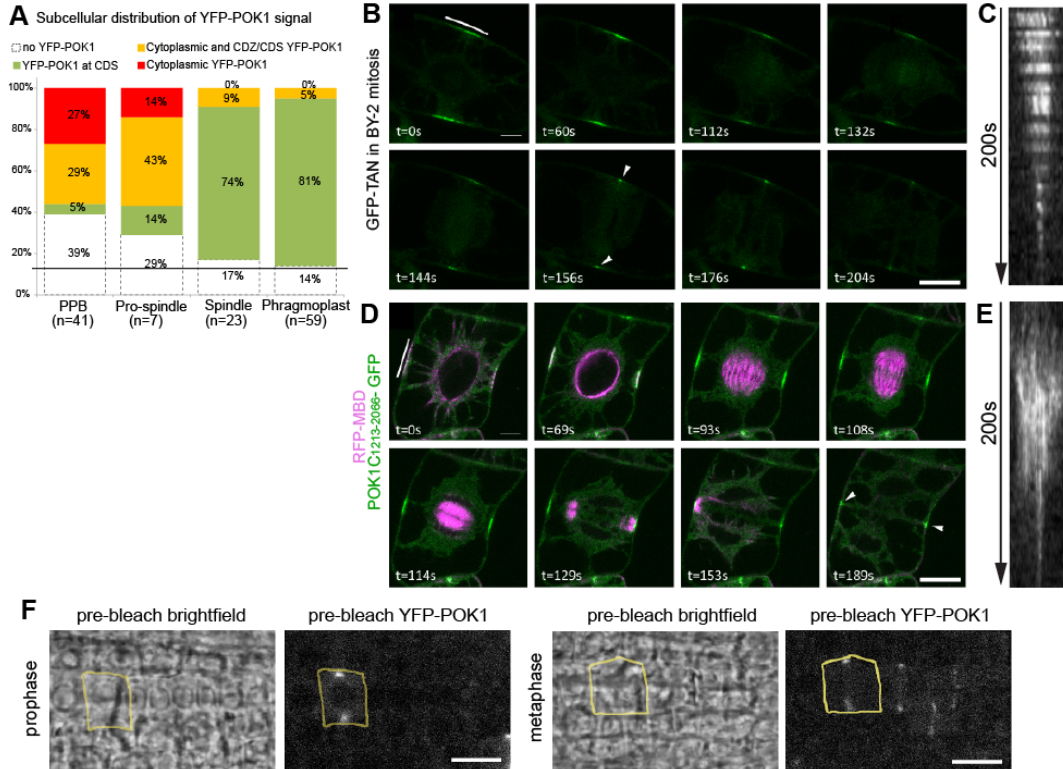 A Subcellular distribution of YFP-POK1 signal
no YFP-POK1
Cytoplasmic and CDZ/CDS YFP-POK1
YFP-POK1 at CDS
Cytoplasmic YFP-POK1
100%
80%
60%
40%
20%
0%
27%
29%
5%
39%
14%
43%
14%
29%
0%
9%
74%
17%
0%
5%
81%
14%
PPB
(n=41)
Pro-spindle
(n=7)
Spindle
(n=23)
Phragmoplast
(n=59)
B
GFP-TAN in BY-2 mitosis
t=0s
t=60s
t=112s
t=132s
t=144s
t=156s
t=176s
t=204s
C
200s
D
RFP-MBD
POK1C1213-2066- GFP
t=0s
t=69s
t=93s
t=108s
t=114s
t=129s
t=153s
t=189s
E
200s
F
pre-bleach brightfield
pre-bleach YFP-POK1
pre-bleach brightfield
pre-bleach YFP-POK1
prophase
metaphase